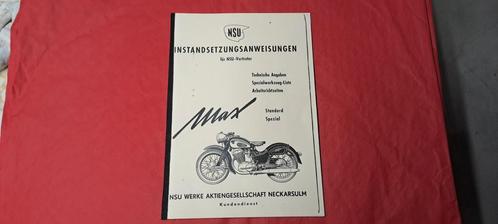 NSU
INSTANDSETZUNGSANWEISUNGEN
für NSU-Vertreter
Technische Angaben
Spezialwerkzeug-Liste
Arbeitsrichtzeiten
Max
Standard
Spezial
NSU WERKE AKTIENGESELLSCHAFT NECKARSULM
Kundendienst